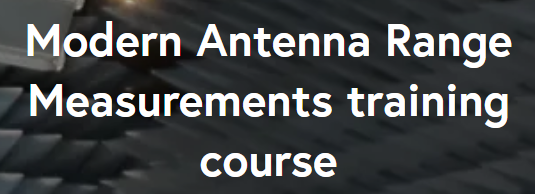 Modern Antenna Range
Measurements training
course